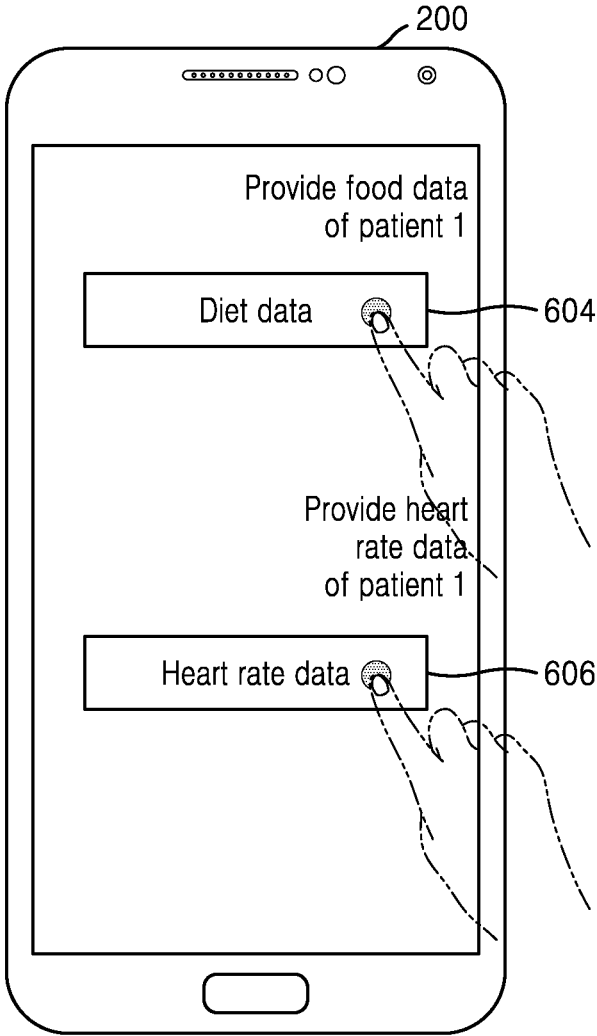 200
Provide food data
of patient 1
Diet data
604
Provide heart
rate data
of patient 1
Heart rate data
606